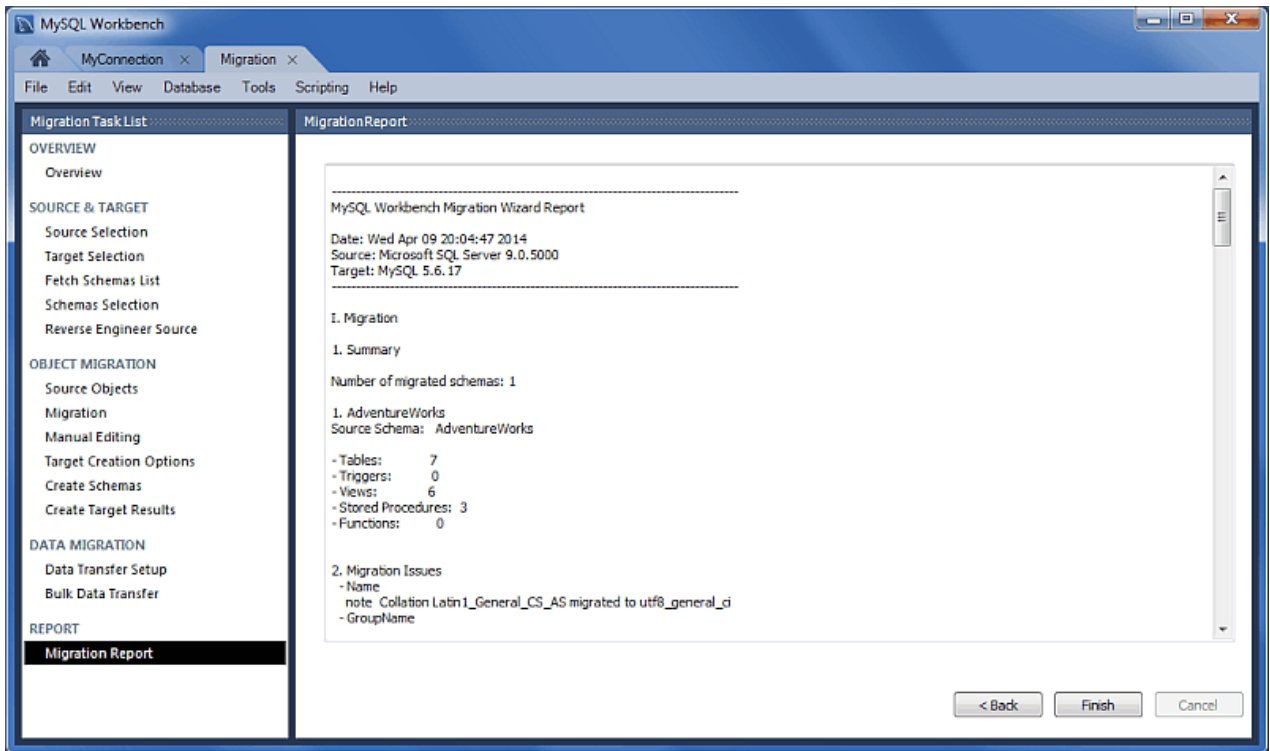 MySQL Workbench
MyConnection
Migration
File Edit View Database Tools Scripting Help
Migration Task List
OVERVIEW
Overview
SOURCE & TARGET
Source Selection
Target Selection
Fetch Schemas List
Schemas Selection
Reverse Engineer Source
OBJECT MIGRATION
Source Objects
Migration
Manual Editing
Target Creation Options
Create Schemas
Create Target Results
DATA MIGRATION
Data Transfer Setup
Bulk Data Transfer
REPORT
Migration Report
Migration Report
MySQL Workbench Migration Wizard Report
Date: Wed Apr 09 20:04:47 2014
Source: Microsoft SQL Server 9.0.5000
Target: MySQL 5.6.17
I. Migration
1. Summary
Number of migrated schemas: 1
1. AdventureWorks
Source Schema: AdventureWorks
- Tables: 7
- Triggers: 0
- Views: 6
- Stored Procedures: 3
- Functions: 0
2. Migration Issues
- Name
note Collation Latin1_General_CS_AS migrated to utf8_general_ci
- GroupName
< Back
Finish
Cancel